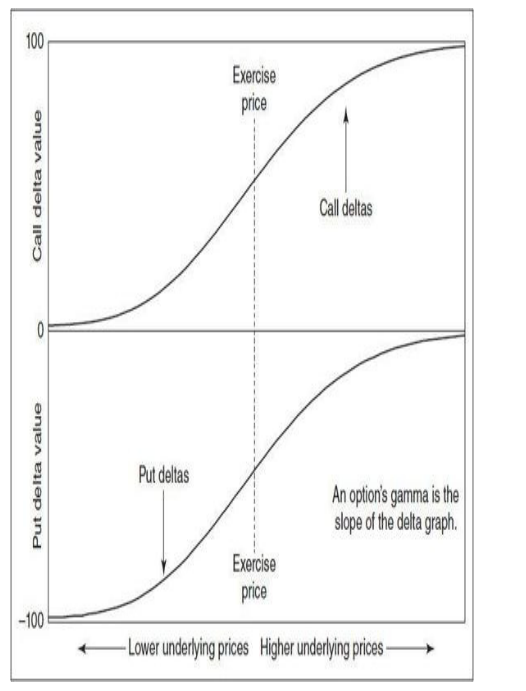 100
Exercise
price
Call delta value
Call deltas
0
Put deltas
Put delta value
An option's gamma is the
slope of the delta graph.
Exercise
price
–100
Lower underlying prices Higher underlying prices